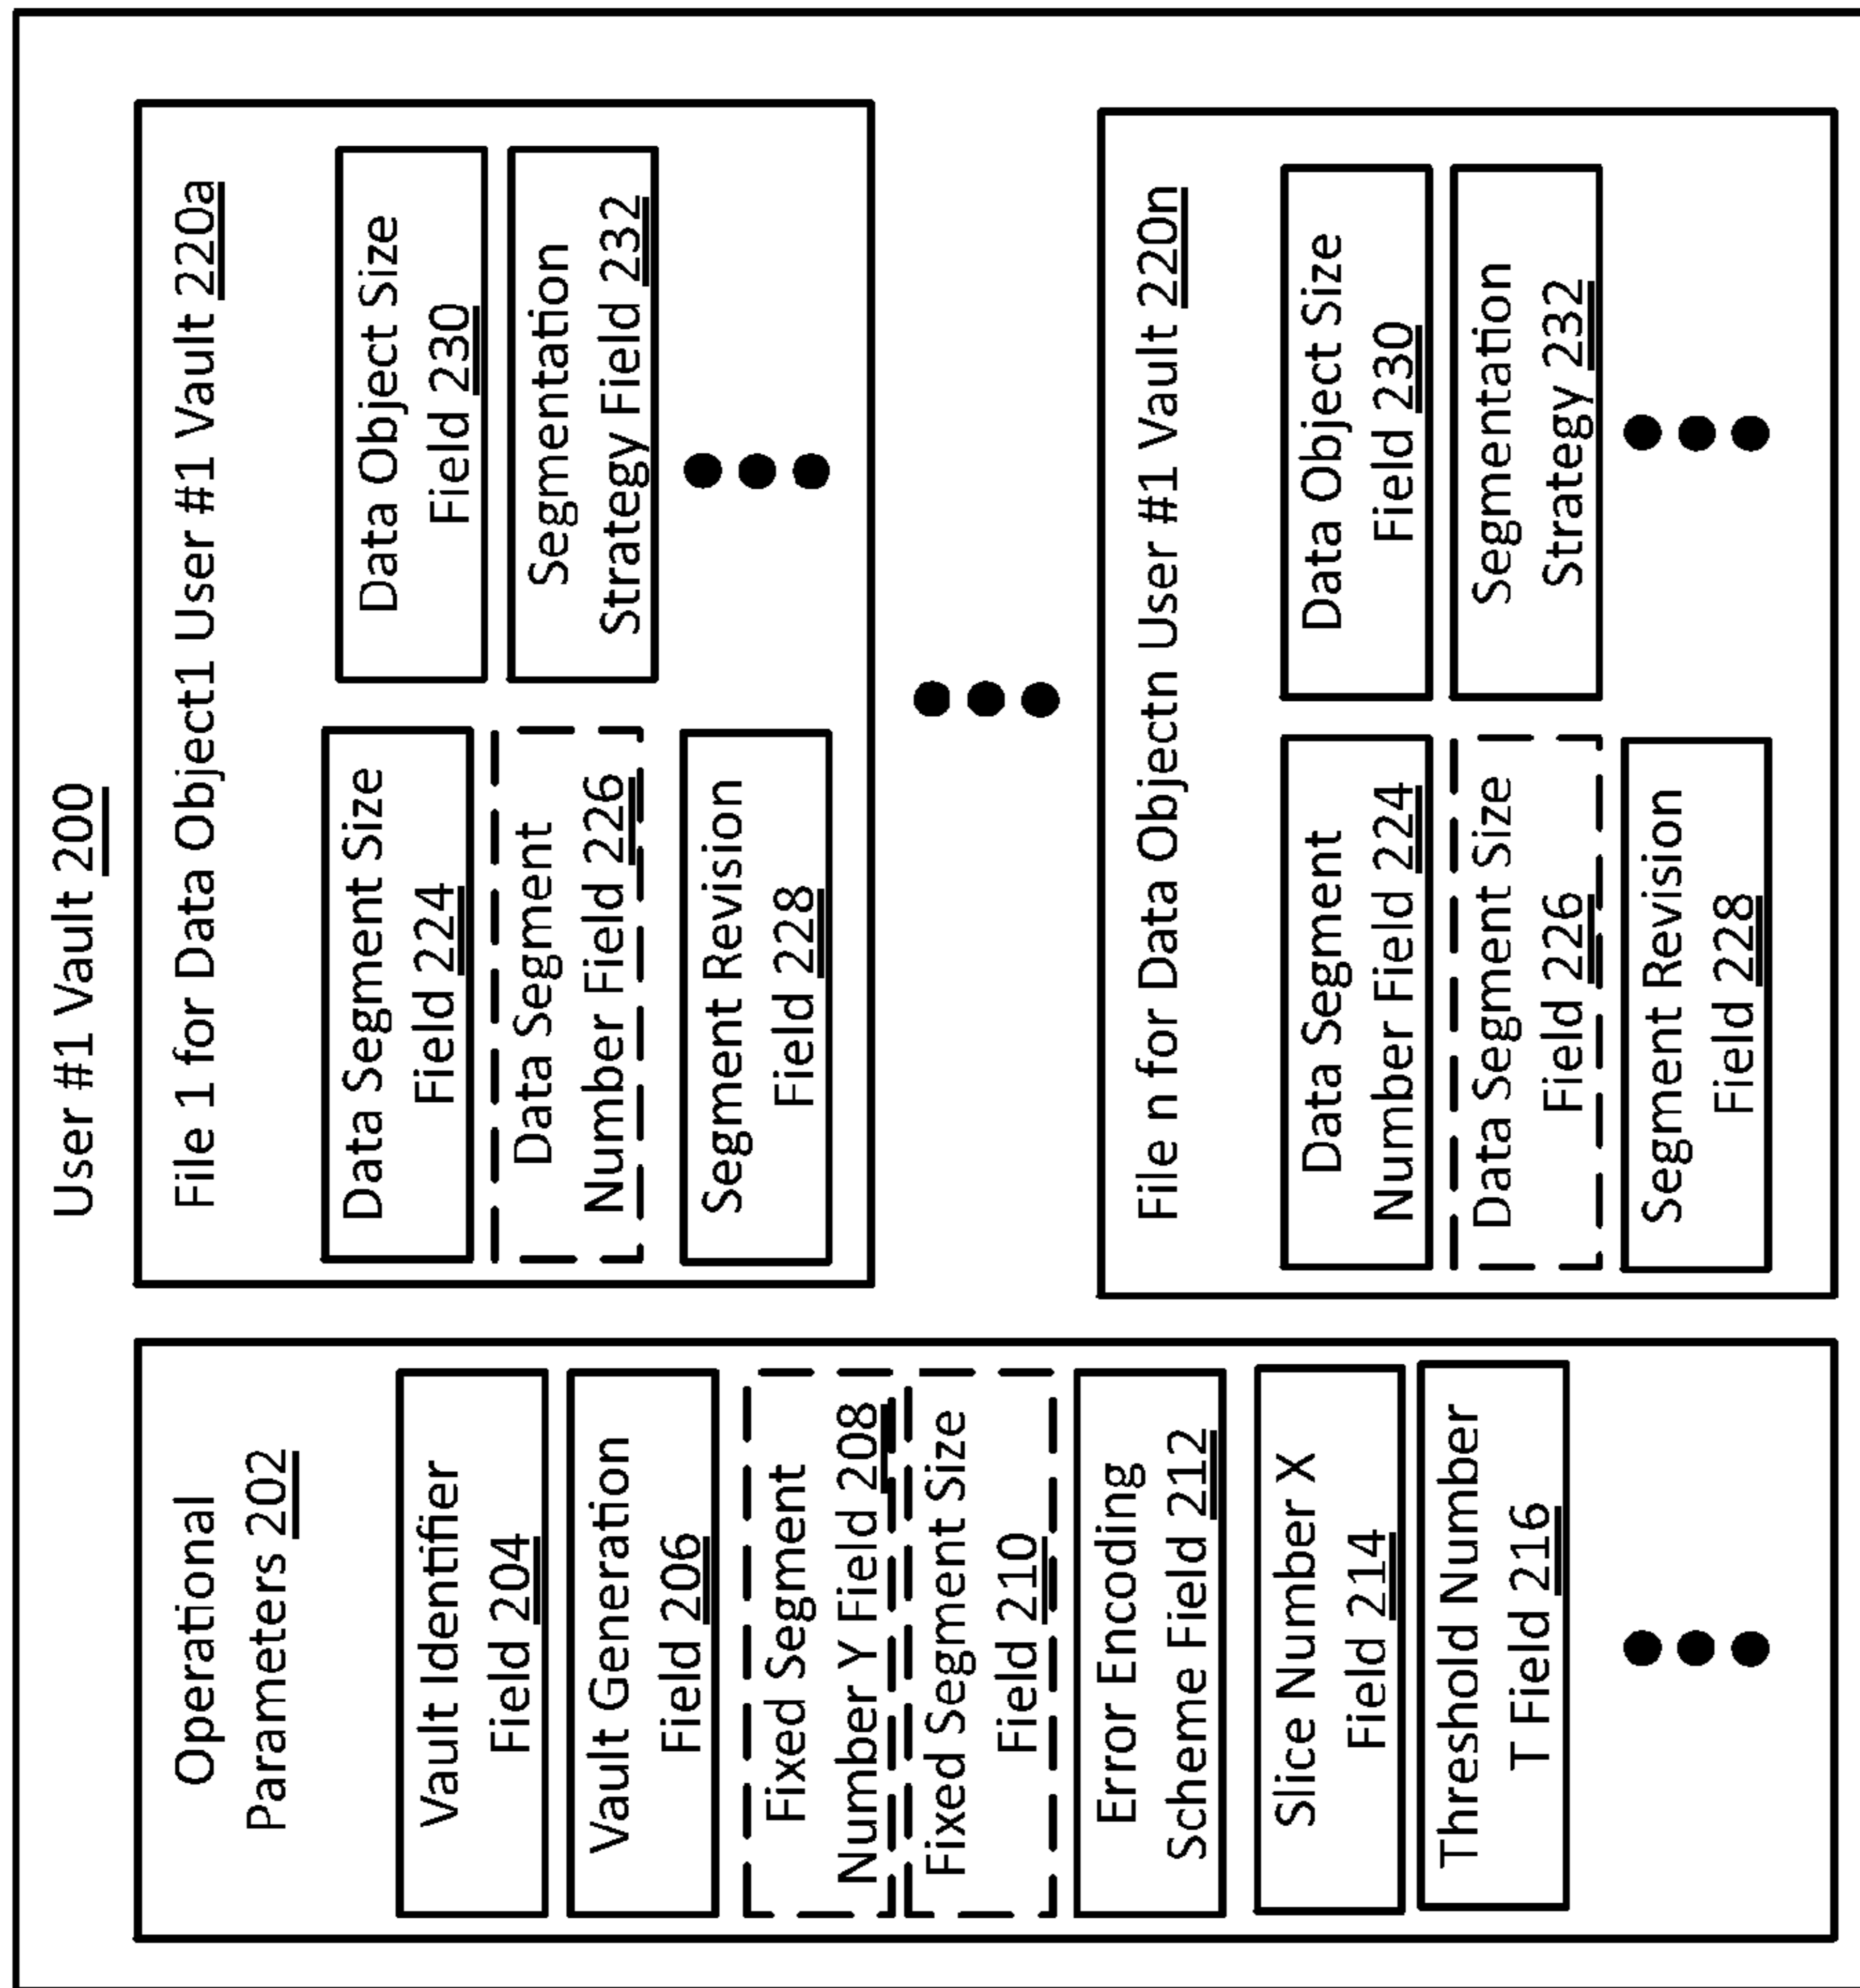 User #1 Vault 200
Operational
Parameters 202
Vault Identifier
Field 204
Vault Generation
Field 206
Fixed Segment
Number Y Field 208
Fixed Segment Size
Field 210
Error Encoding
Scheme Field 212
Slice Number X
Field 214
Threshold Number
T Field 216
File 1 for Data Object1 User #1 Vault 220a
Data Segment Size
Field 224
Data Segment
Number Field 226
Segment Revision
Field 228
Data Object Size
Field 230
Segmentation
Strategy Field 232
File n for Data Objectn User #1 Vault 220n
Data Segment
Number Field 224
Data Segment Size
Field 226
Segment Revision
Field 228
Data Object Size
Field 230
Segmentation
Strategy 232